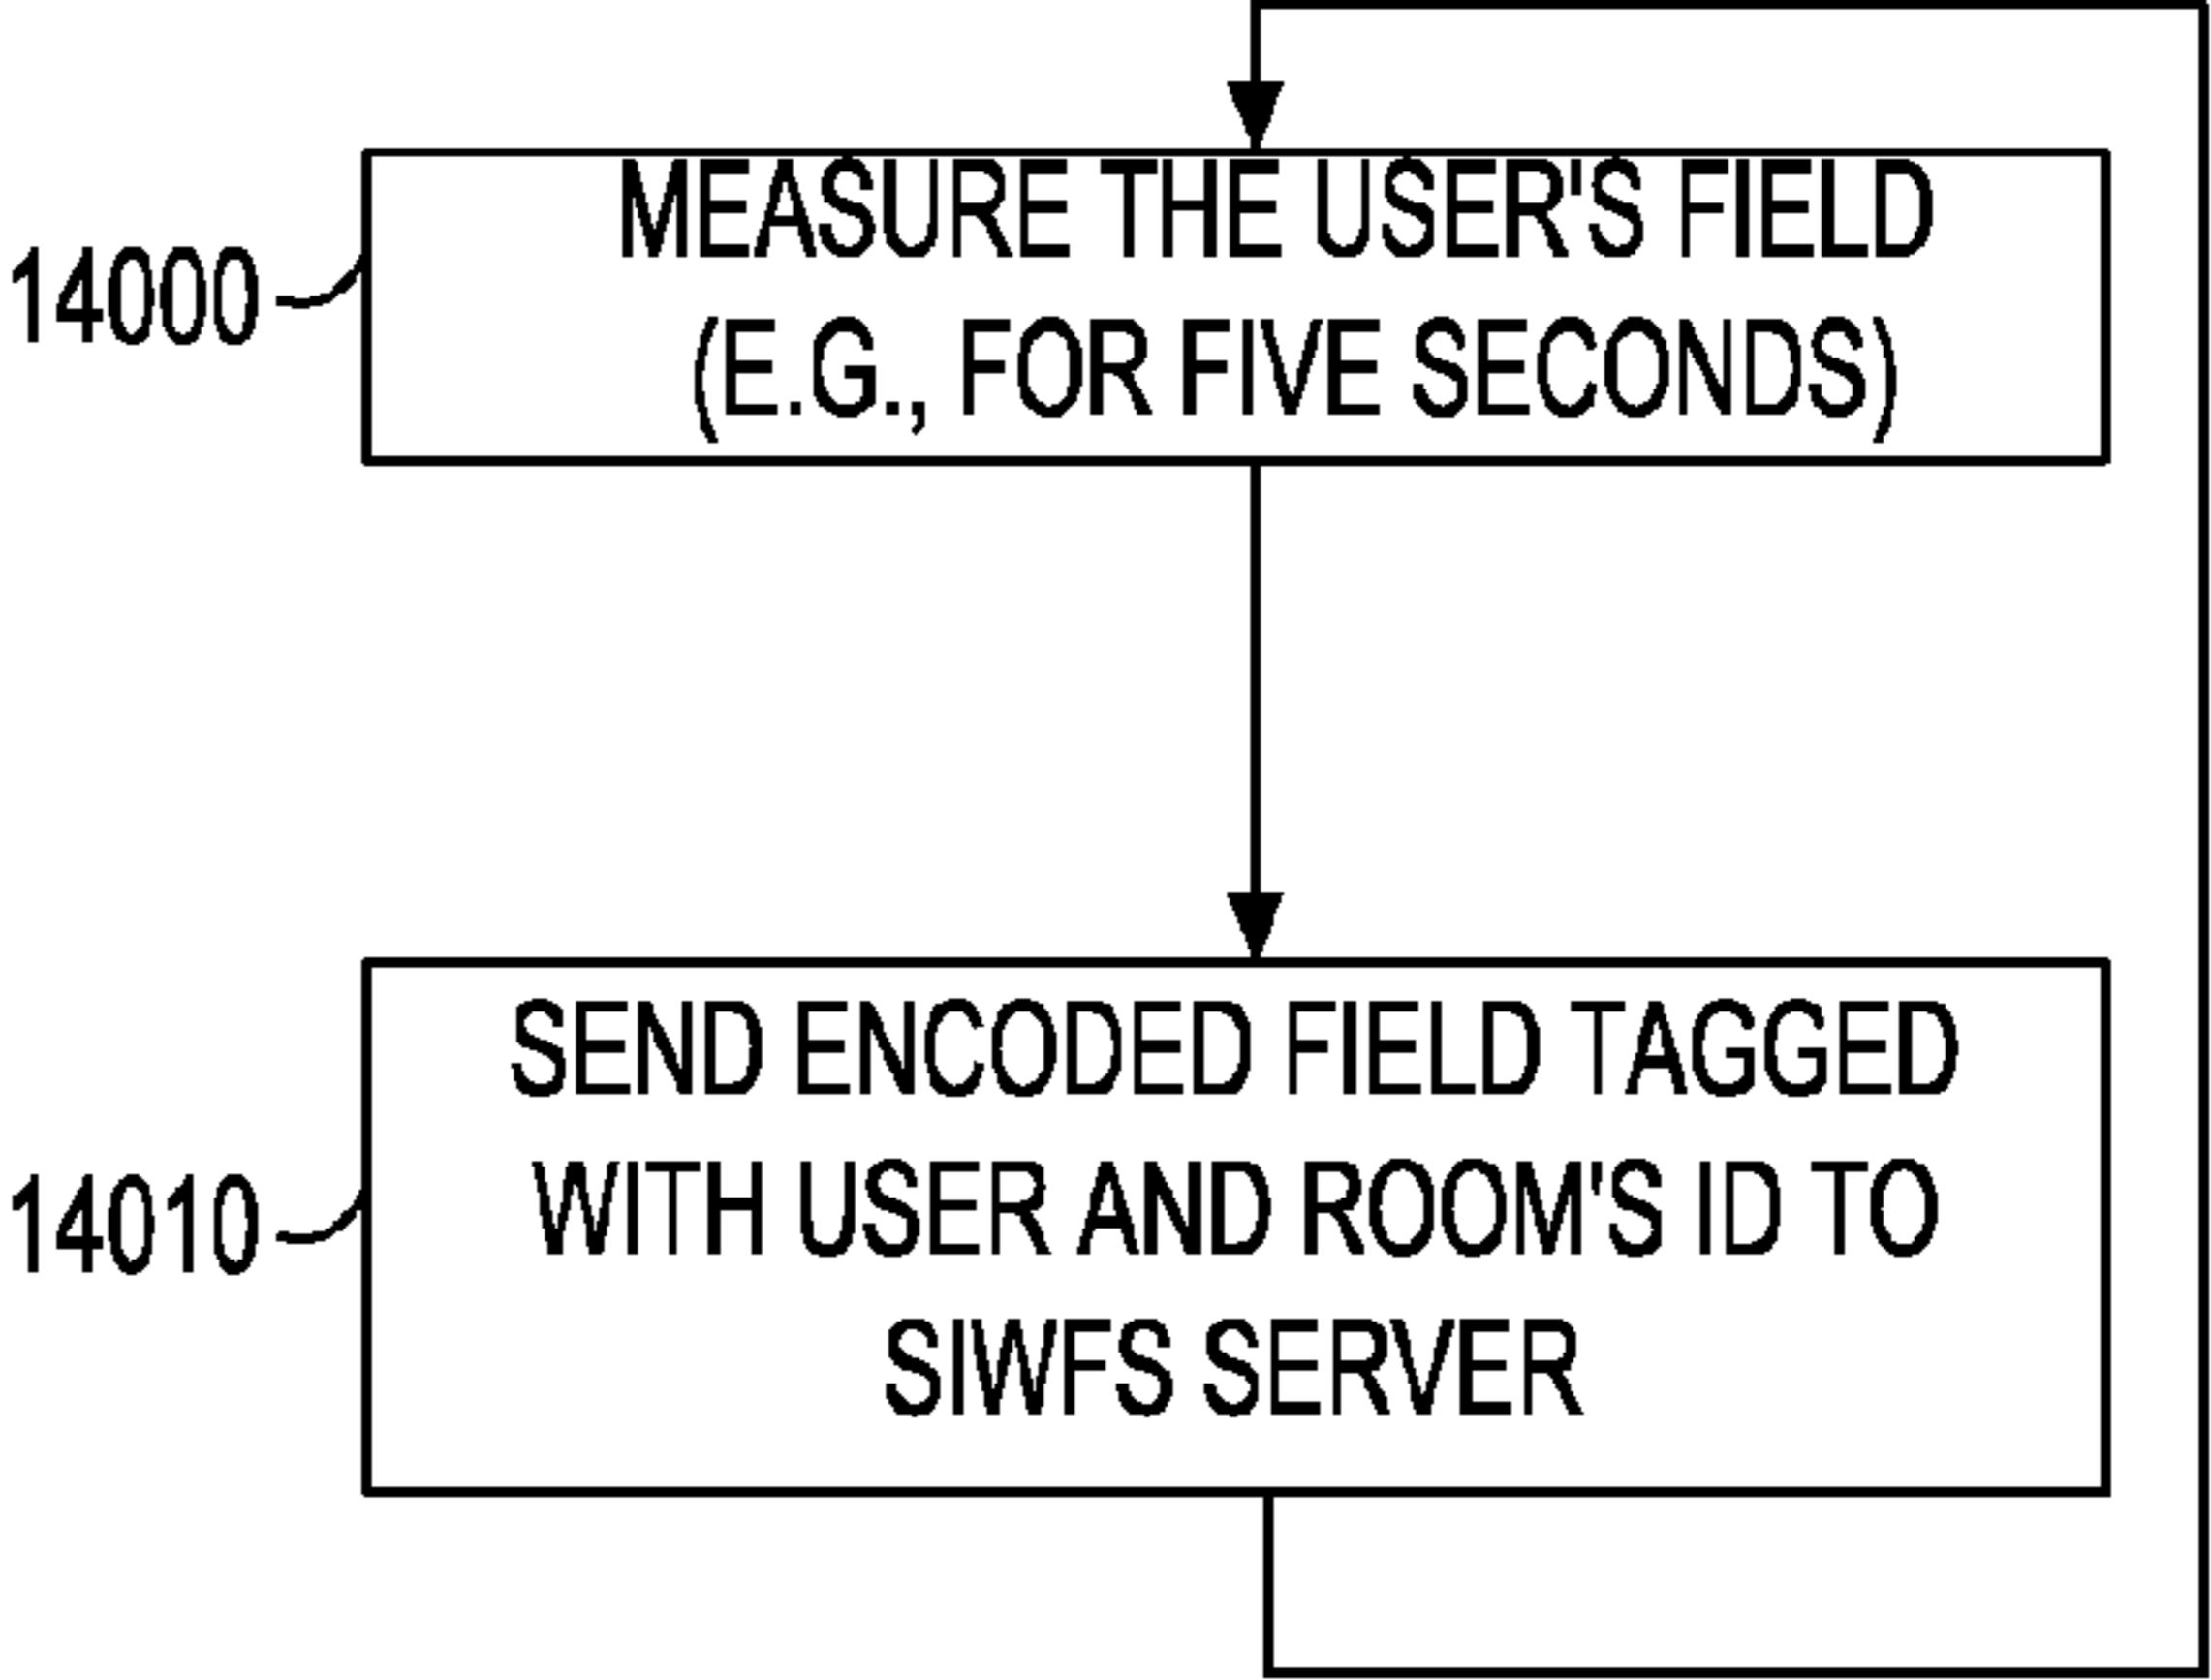 14000
MEASURE THE USER'S FIELD
(E.G., FOR FIVE SECONDS)
14010
SEND ENCODED FIELD TAGGED
WITH USER AND ROOM'S ID TO
SIWFS SERVER